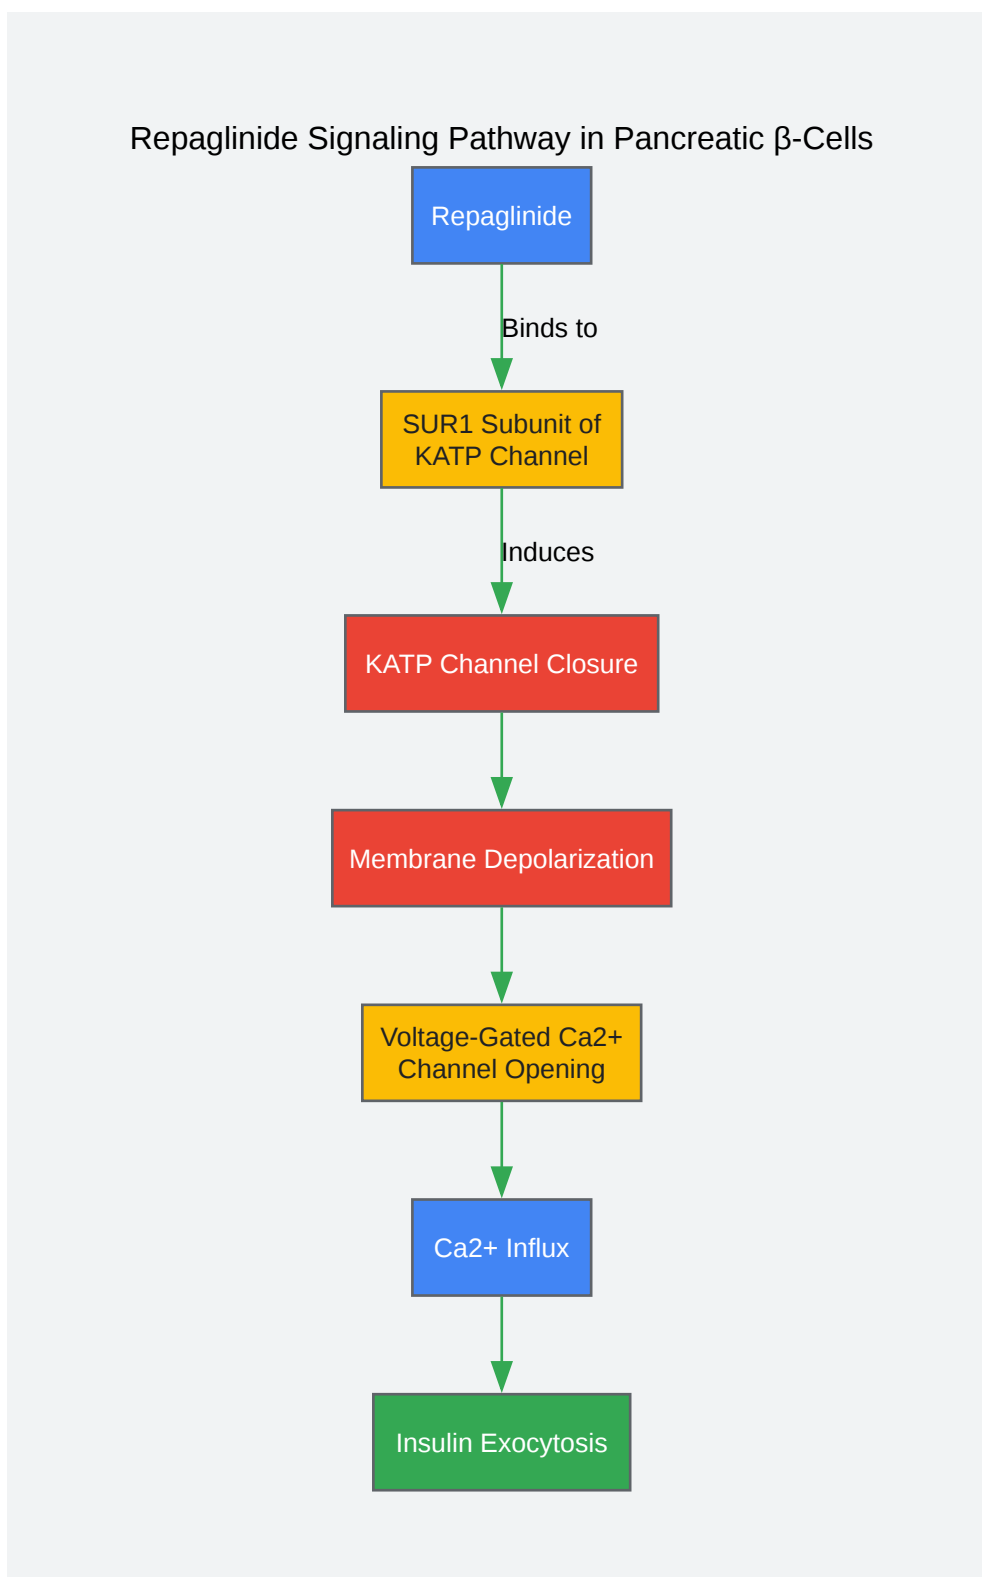 Repaglinide Signaling Pathway in Pancreatic β-Cells
Repaglinide
Binds to
SUR1 Subunit of
KATP Channel
Induces
KATP Channel Closure
Membrane Depolarization
Voltage-Gated Ca2+
Channel Opening
Ca2+ Influx
Insulin Exocytosis